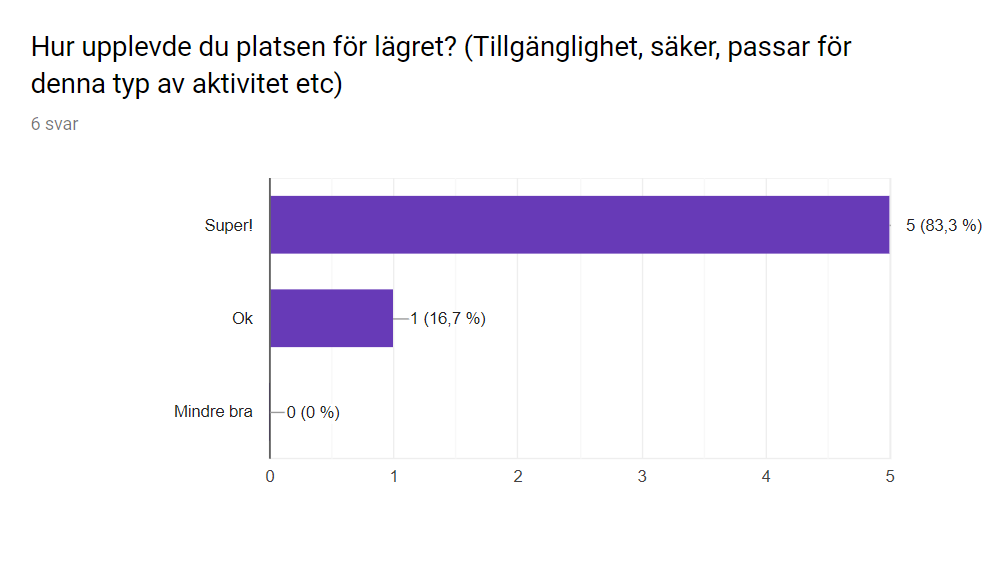 Hur upplevde du platsen för lägret? (Tillgänglighet, säker, passar för
denna typ av aktivitet etc)
6 svar
Super!
5 (83,3 %)
Ok
1 (16,7 %)
Mindre bra
0 (0 %)
0 1 2 3 4 5